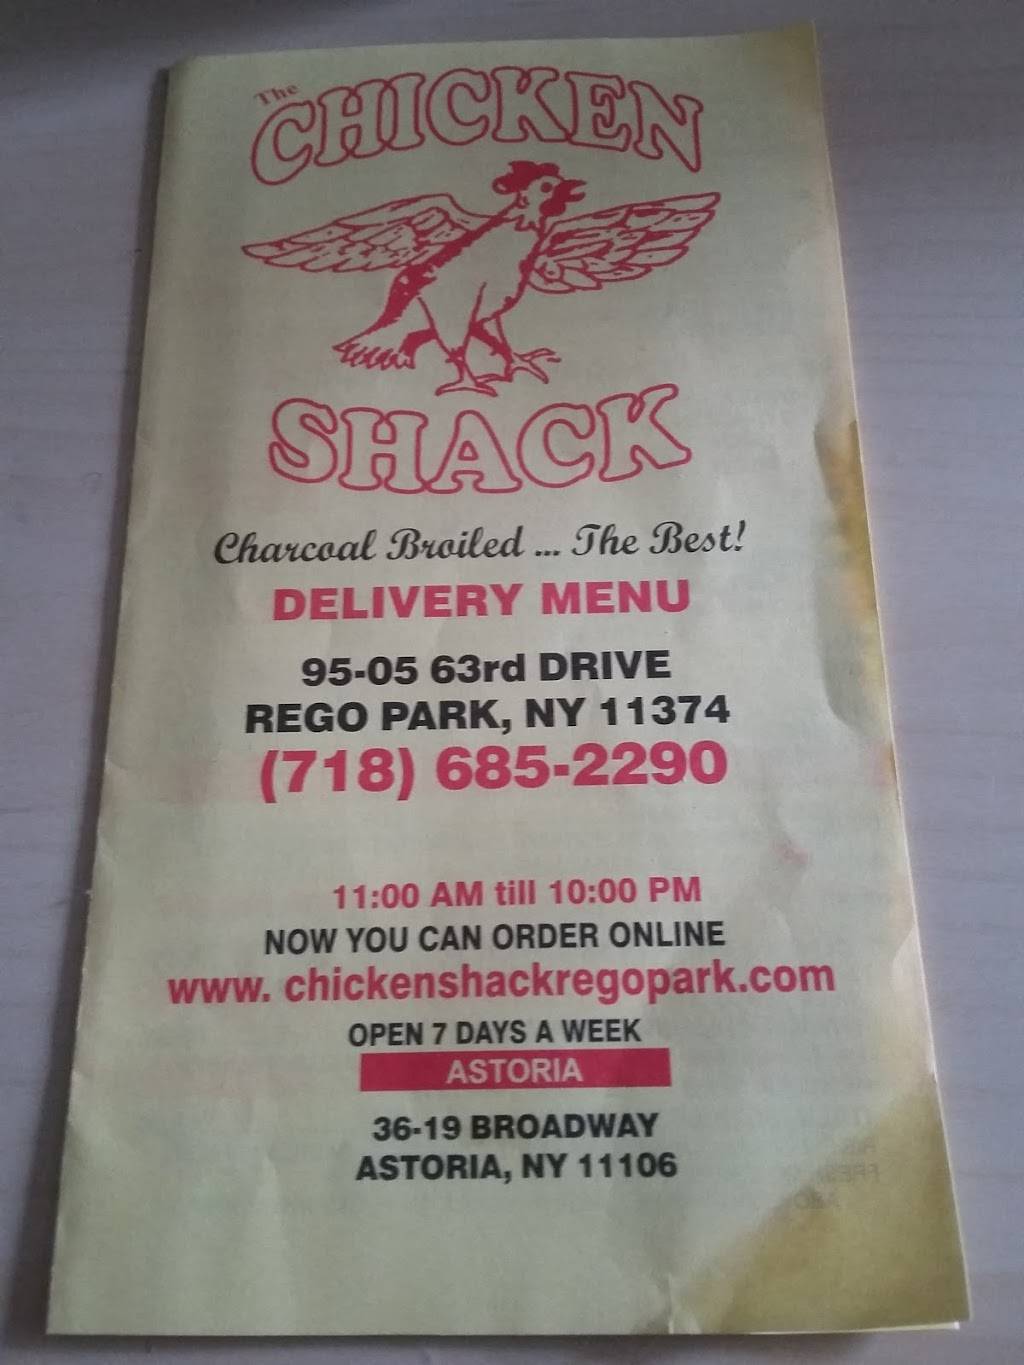 The
CHICKEN
SHACK
Charcoal Broiled ... The Best!
DELIVERY MENU
95-05 63rd DRIVE
REGO PARK, NY 11374
(718) 685-2290
11:00 AM till 10:00 PM
NOW YOU CAN ORDER ONLINE
www. chickenshackregopark.com
OPEN 7 DAYS A WEEK
ASTORIA
36-19 BROADWAY
ASTORIA, NY 11106